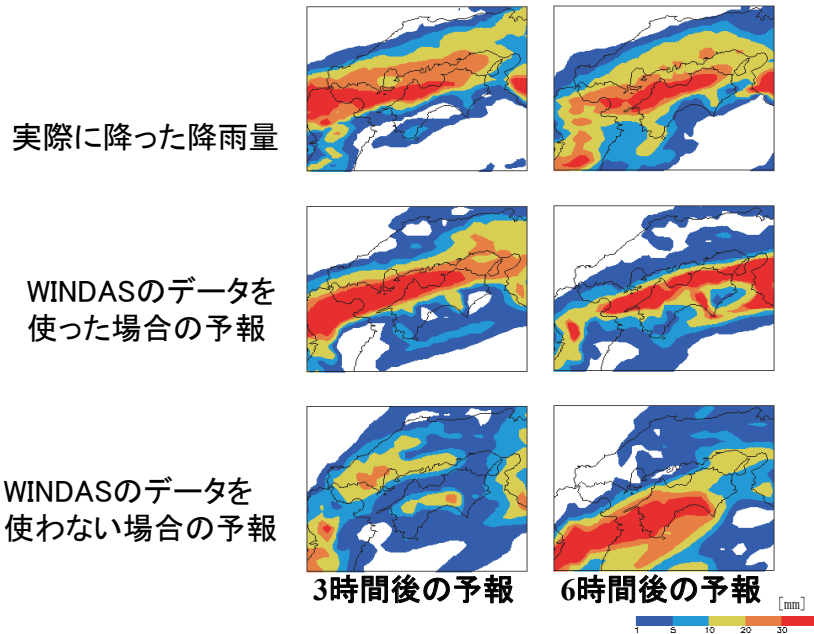 実際に降った降雨量
WINDASのデータを
使った場合の予報
WINDASのデータを
使わない場合の予報
3時間後の予報
6時間後の予報
[mm]
1 5 10 20 30